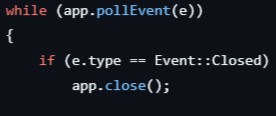 while (app.pollEvent(e))
{
if (e.type == Event::Closed)
app.close();